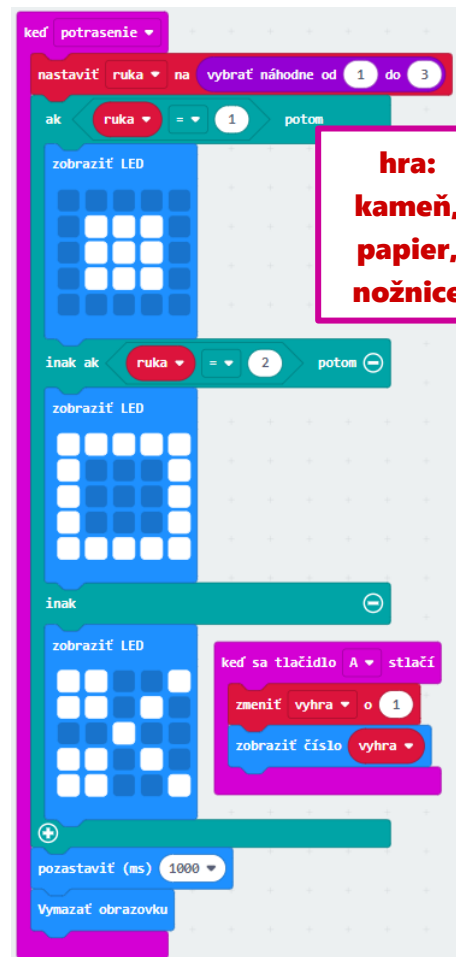 keď potrasenie
nastaviť ruka na vybrať náhodne od 1 do 3
ak ruka = 1 potom
zobraziť LED
hra:
kameň,
papier,
nožnice
inak ak ruka = 2 potom
zobraziť LED
inak
zobraziť LED
keď sa tlačidlo A stlačí
zmeniť vyhra o 1
zobraziť číslo vyhra
pozastaviť (ms) 1000
Vymazať obrazovku